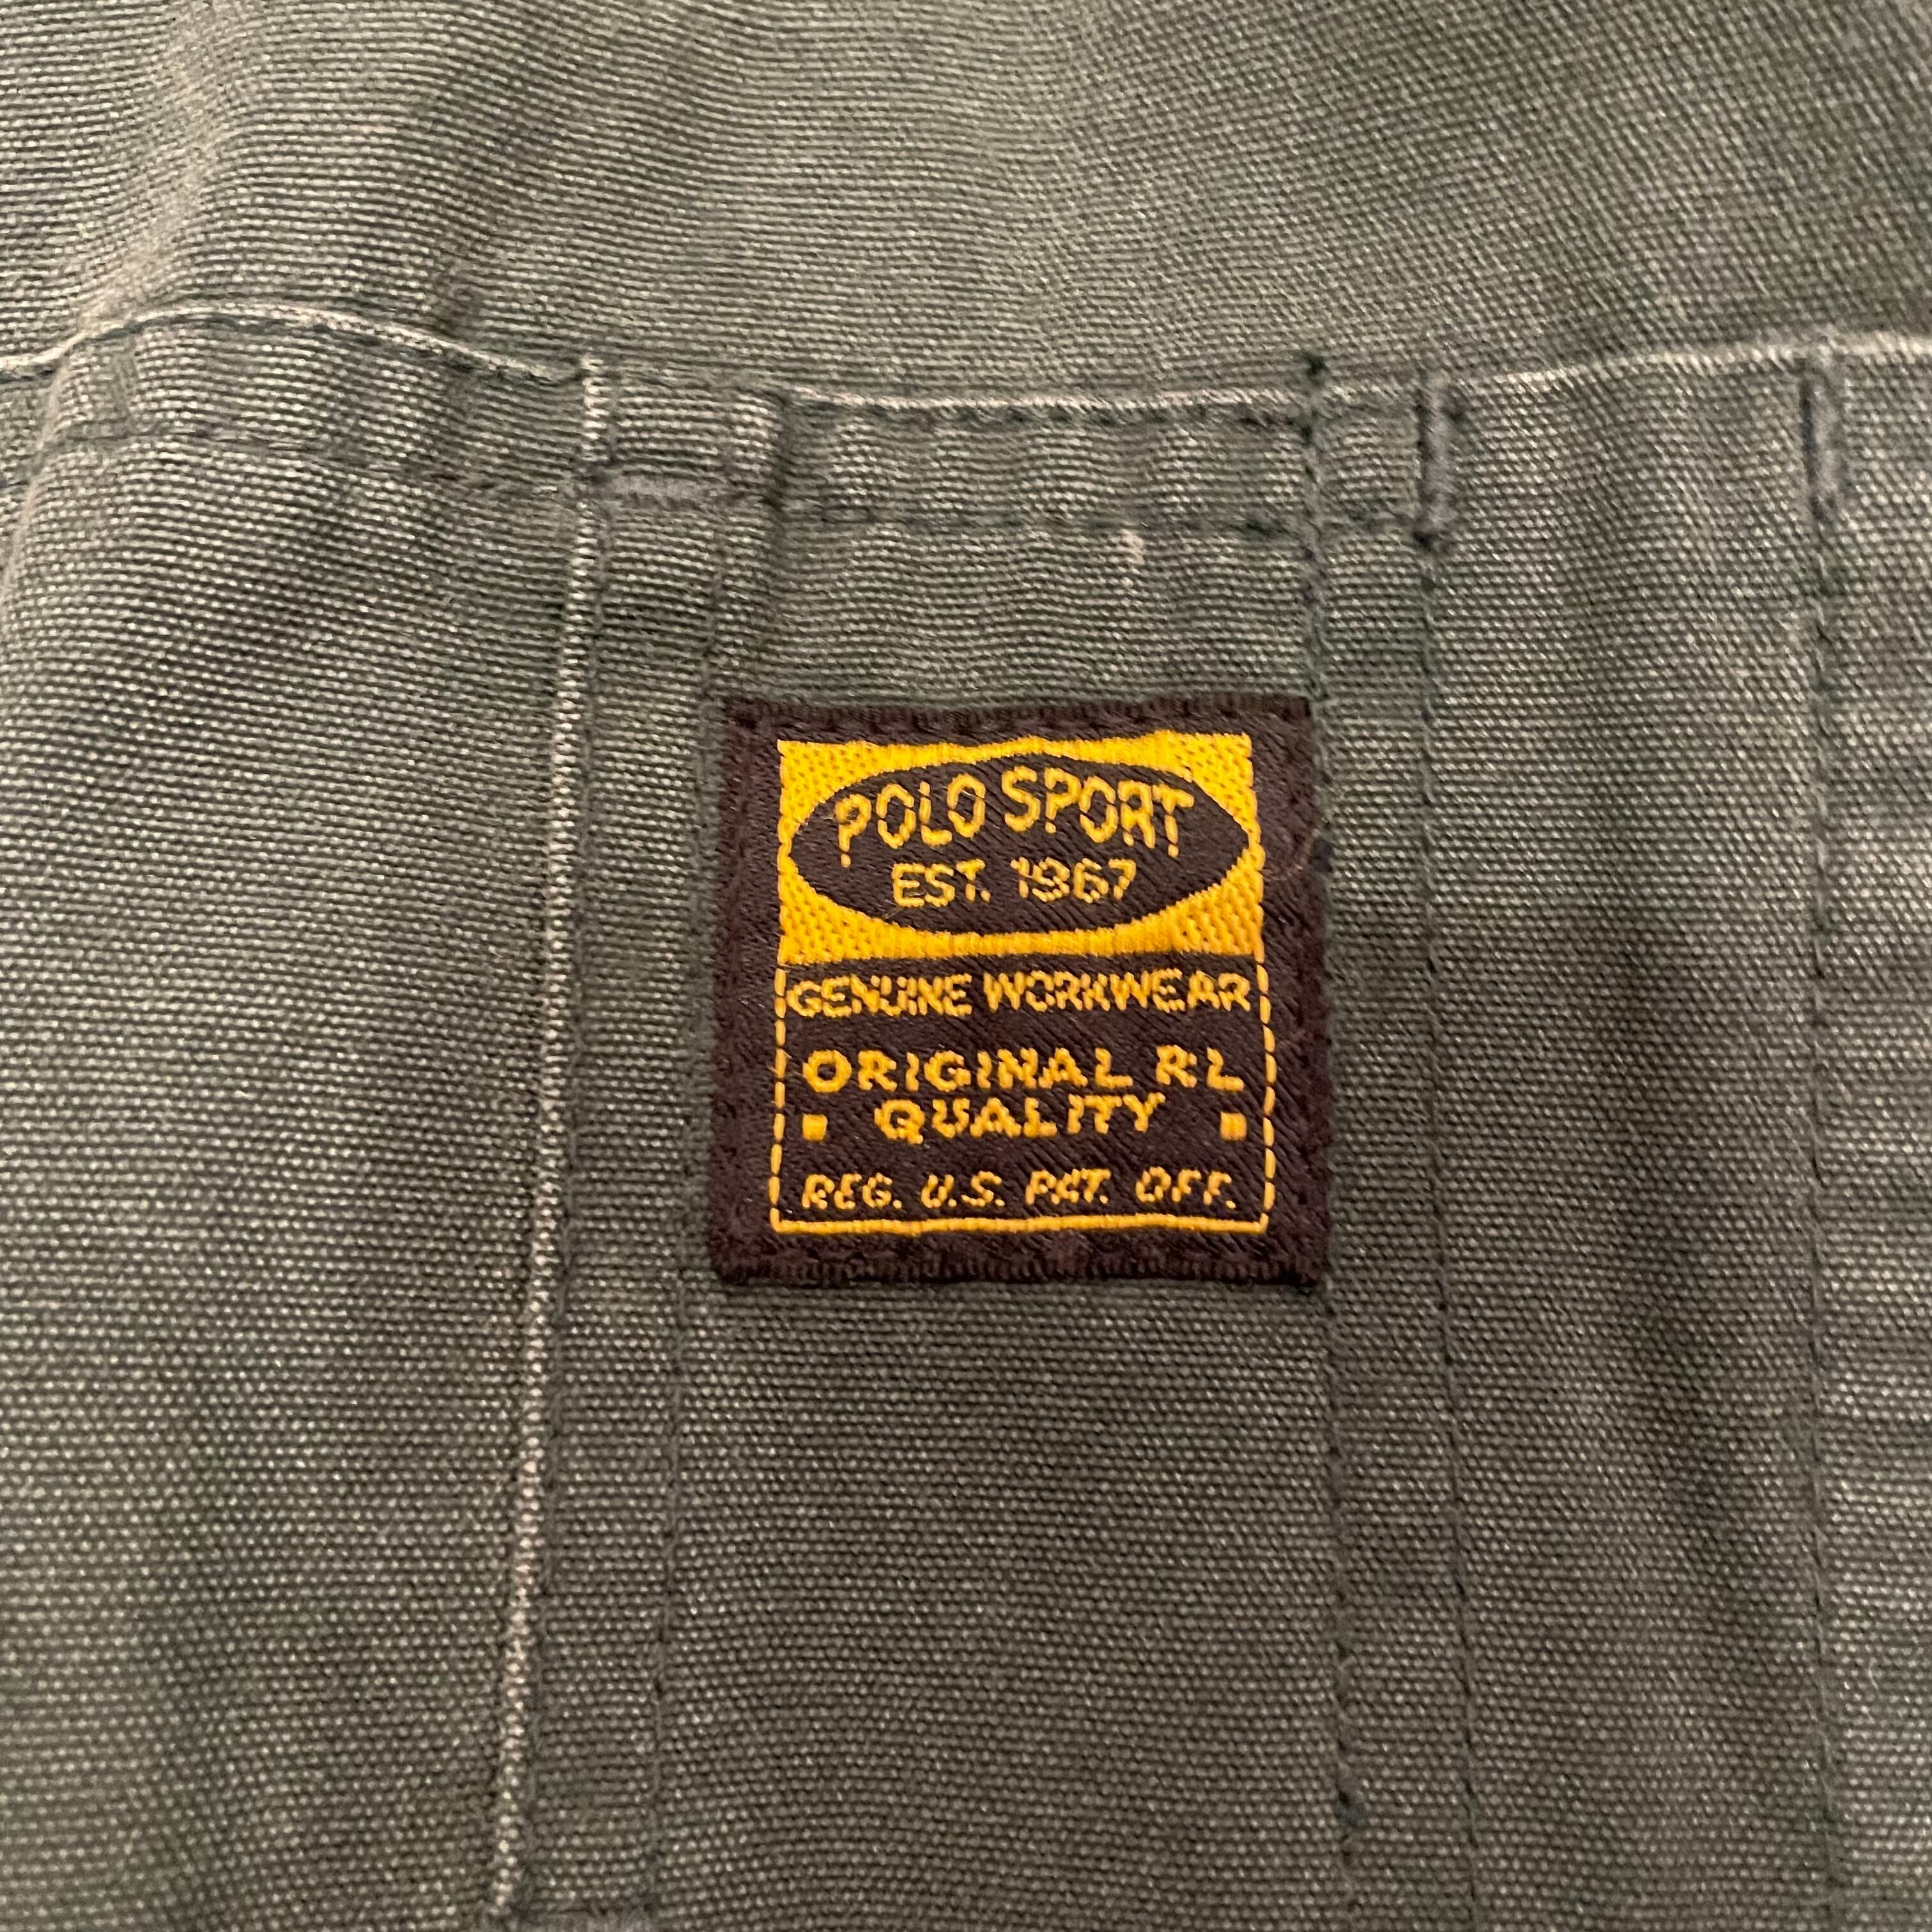 POLO SPORT
EST. 1967
GENUINE WORKWEAR
ORIGINAL RL
QUALITY
REG. U.S. PAT. OFF.